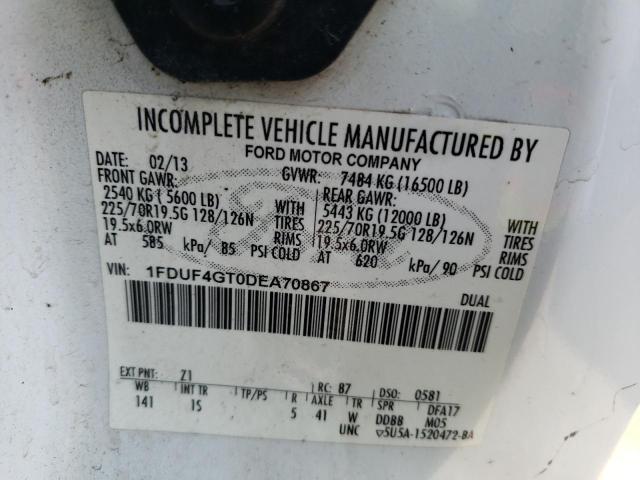 INCOMPLETE VEHICLE MANUFACTURED BY
FORD MOTOR COMPANY
DATE: 02/13 GVWR: 7484 KG (16500 LB)
FRONT GAWR: REAR GAWR:
2540 KG ( 5600 LB) WITH 5443 KG (12000 LB) WITH
225/70R19.5G 128/126N TIRES 225/70R19.5G 128/126N TIRES
19.5x6.0RW RIMS 19.5x6.0RW RIMS
AT 585 kPa/ 85 PSI COLD AT 620 kPa/ 90 PSI COLD
VIN: 1FDUF4GT0DEA70867
DUAL
EXT PNT: Z1 RC: B7 DSO: 0581
WB INT TR TP/PS R AXLE TR SPR DFA17
141 IS 5 41 W DDBB M05
UNC ▽5U5A-1520472-BA